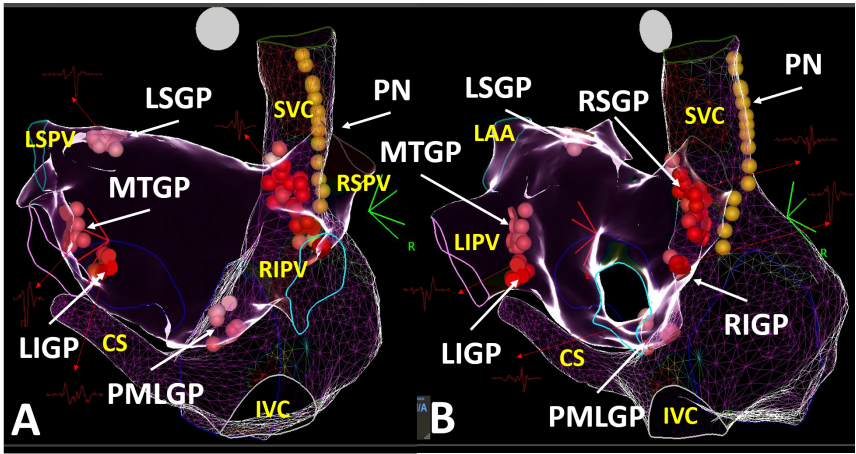 LSGP
SVC
PN
LSPV
MTGP
RSPV
R
RIPV
LIGP
CS
PMLGP
IVC
A
LSGP
RSGP
SVC
PN
LAA
MTGP
LIPV
R
RIGP
LIGP
CS
PMLGP
IVC
/A
B